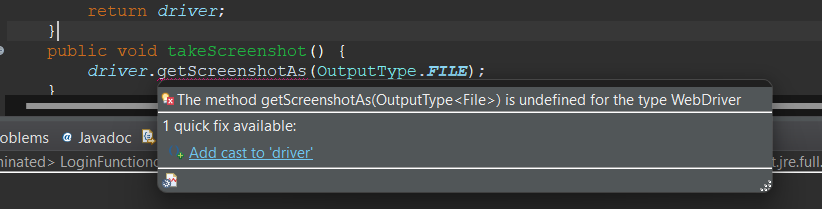 return driver;
}
public void takeScreenshot() {
driver.getScreenshotAs(OutputType.FILE);
}
The method getScreenshotAs(OutputType<File>) is undefined for the type WebDriver
1 quick fix available:
Add cast to 'driver'
oblems @ Javadoc
minated> LoginFunction
t.jre.full.